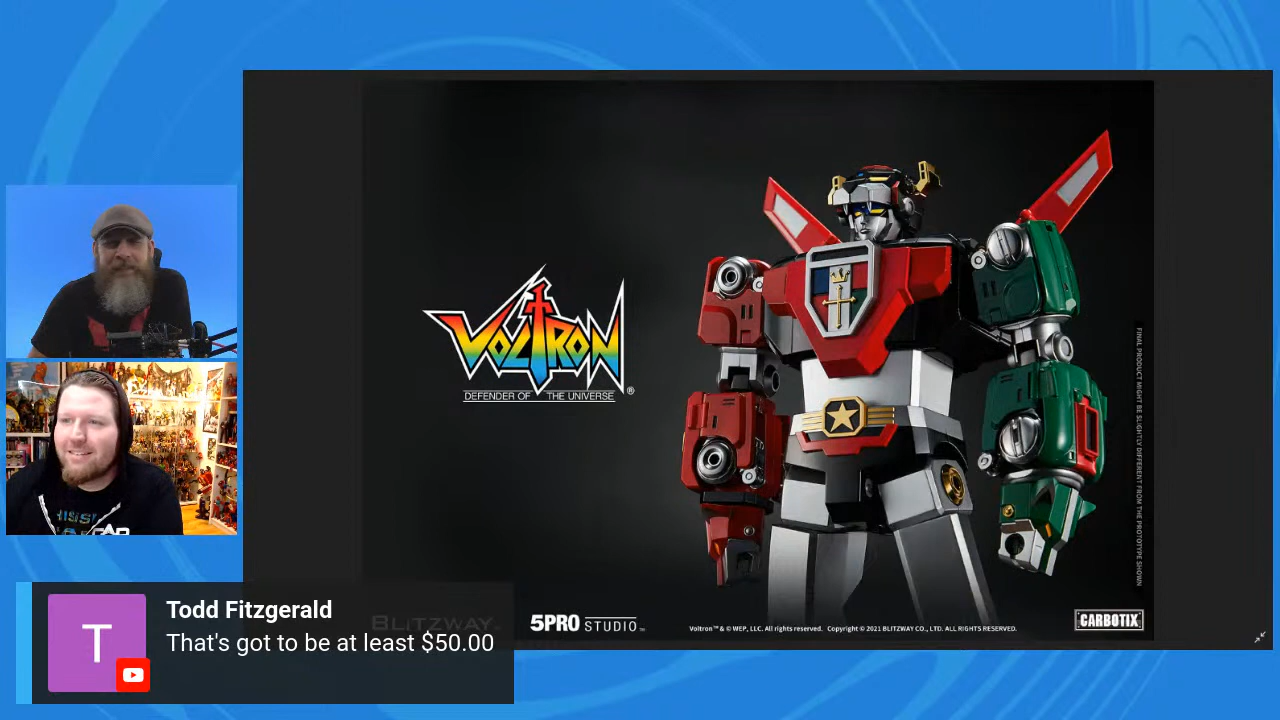 VOLTRON
®
DEFENDER OF THE UNIVERSE
FINAL PRODUCT MIGHT BE SLIGHTLY DIFFERENT FROM THE PROTOTYPE SHOWN
T
Todd Fitzgerald
That's got to be at least $50.00
BLITZWAY
5PRO STUDIO™
Voltron™ & © WEP, LLC. All rights reserved. Copyright © 2021 BLITZWAY CO., LTD. ALL RIGHTS RESERVED.
CARBOTIX